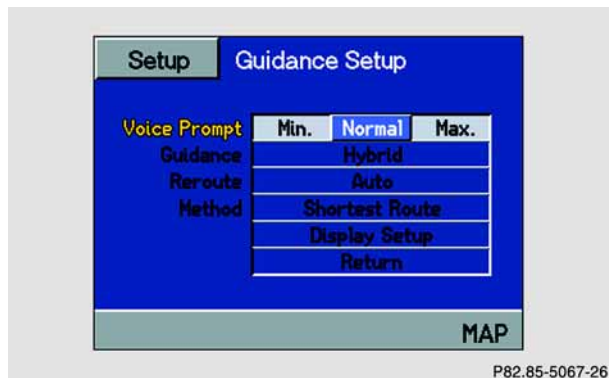 Setup Guidance Setup
Voice Prompt Min. Normal Max.
Guidance Hybrid
Reroute Auto
Method Shortest Route
Display Setup
Return
MAP
P82.85-5067-26